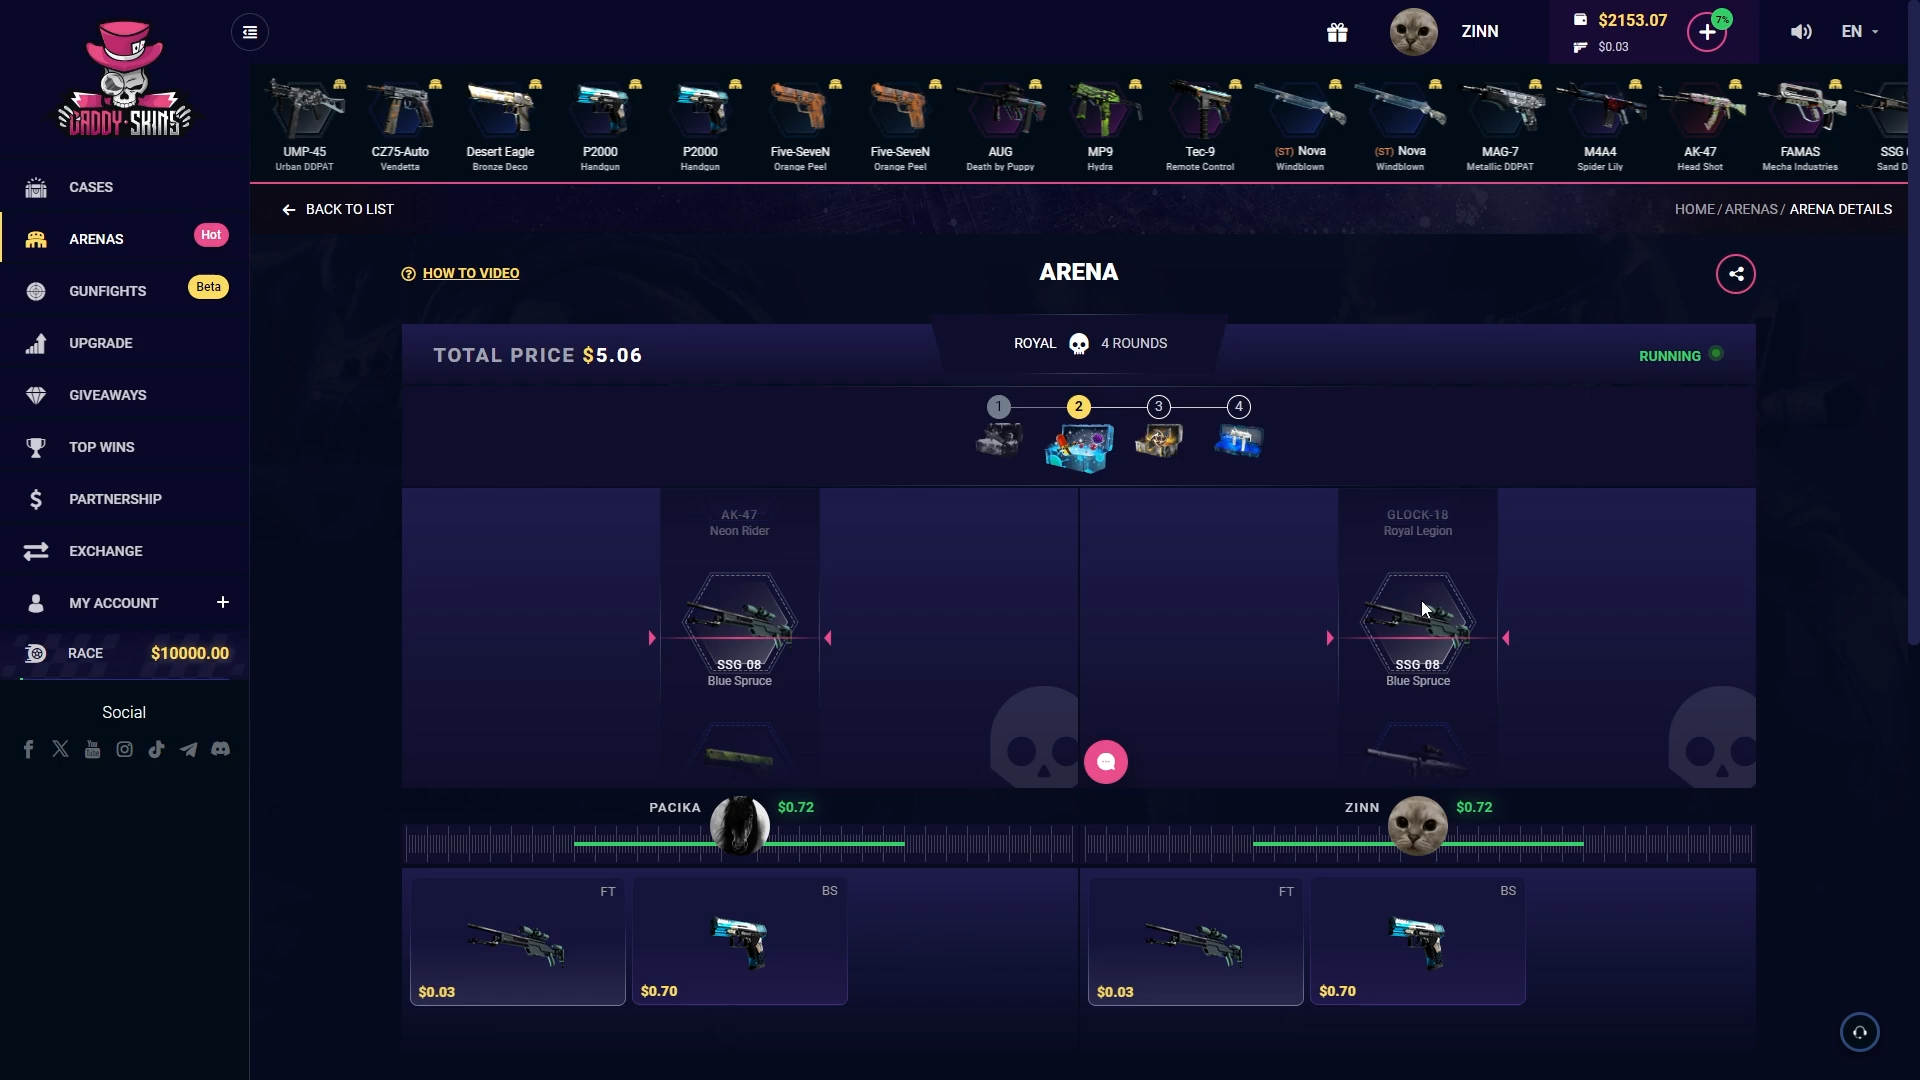 DADDY SKINS
ZINN
$2153.07
$0.03
7%
EN
UMP-45
Urban DDPAT
CZ75-Auto
Vendetta
Desert Eagle
Bronze Deco
P2000
Handgun
P2000
Handgun
Five-SeveN
Orange Peel
Five-SeveN
Orange Peel
AUG
Death by Puppy
MP9
Hydra
Tec-9
Remote Control
(ST) Nova
Windblown
(ST) Nova
Windblown
MAG-7
Metallic DDPAT
M4A4
Spider Lily
AK-47
Head Shot
FAMAS
Mecha Industries
SSG
Sand D
CASES
ARENAS
Hot
GUNFIGHTS
Beta
UPGRADE
GIVEAWAYS
TOP WINS
PARTNERSHIP
EXCHANGE
MY ACCOUNT
RACE $10000.00
Social
BACK TO LIST
HOME / ARENAS / ARENA DETAILS
HOW TO VIDEO
ARENA
TOTAL PRICE $5.06
ROYAL 4 ROUNDS
RUNNING
1 2 3 4
AK-47
Neon Rider
SSG 08
Blue Spruce
GLOCK-18
Royal Legion
SSG 08
Blue Spruce
PACIKA $0.72
ZINN $0.72
FT
$0.03
BS
$0.70
FT
$0.03
BS
$0.70